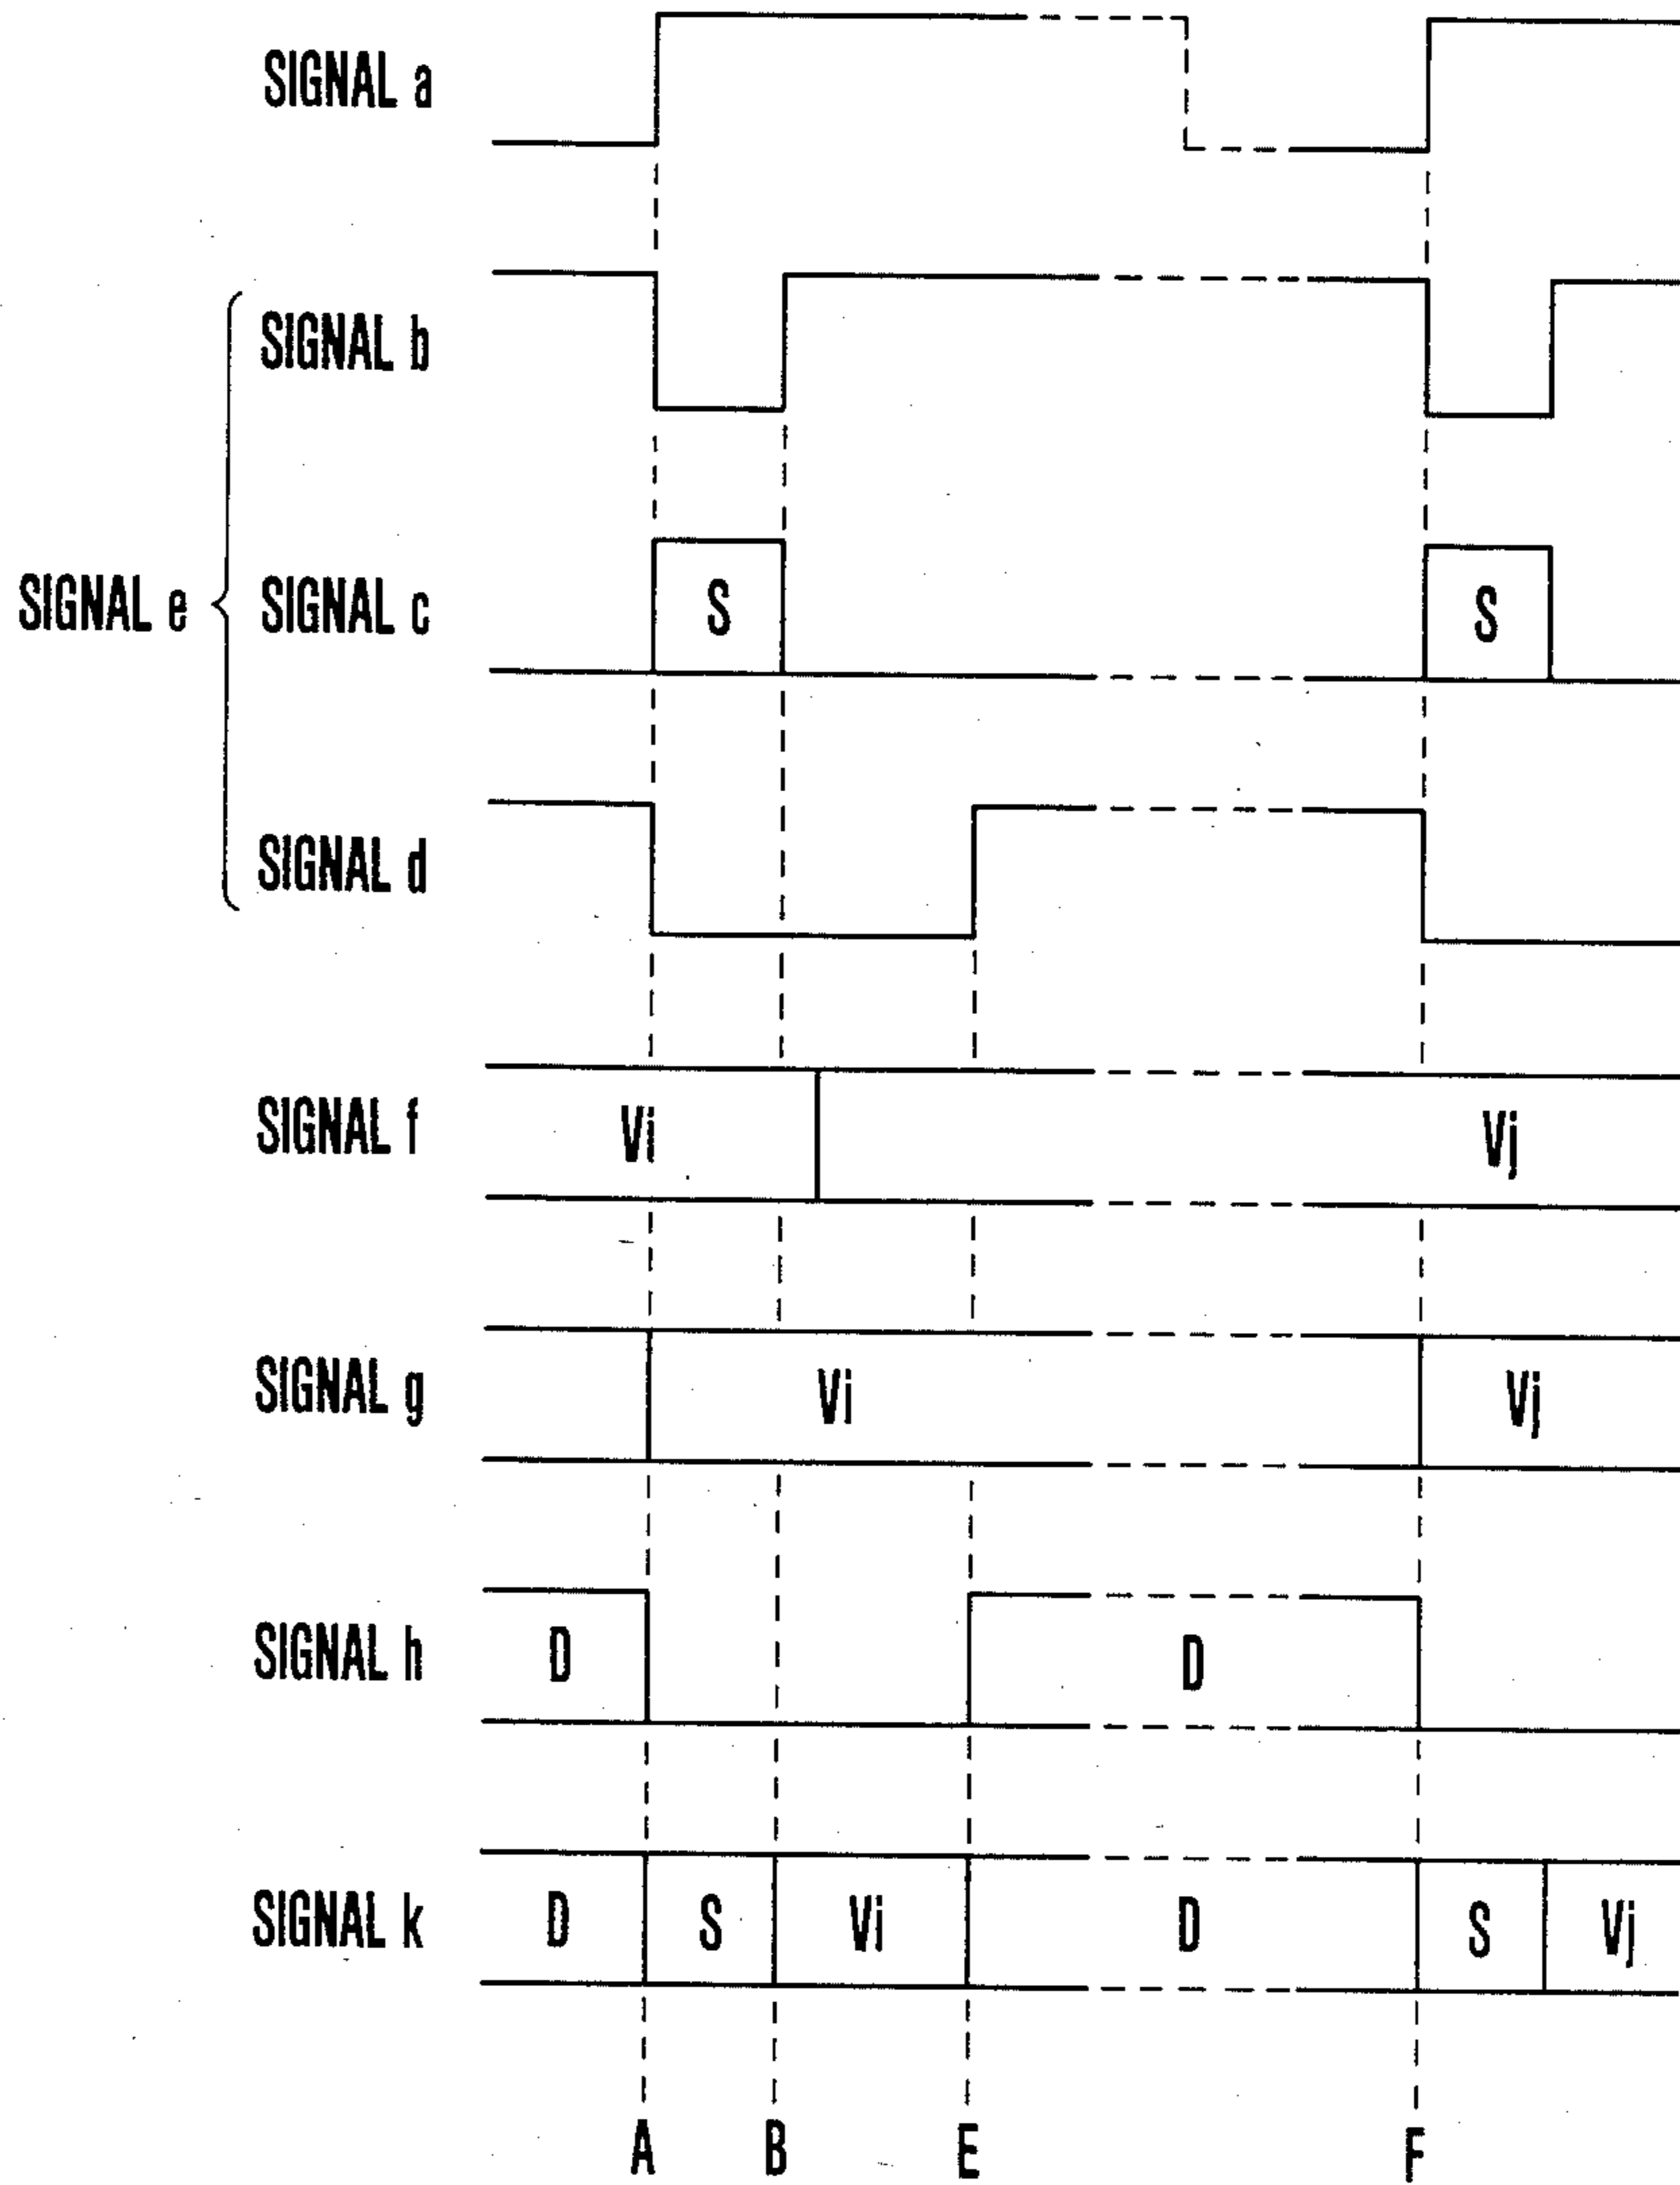 SIGNAL a
SIGNAL b
SIGNAL e
SIGNAL c
S
S
SIGNAL d
SIGNAL f
Vi
Vj
SIGNAL g
Vi
Vj
SIGNAL h
D
D
SIGNAL k
D
S
Vi
D
S
Vj
A
B
E
F